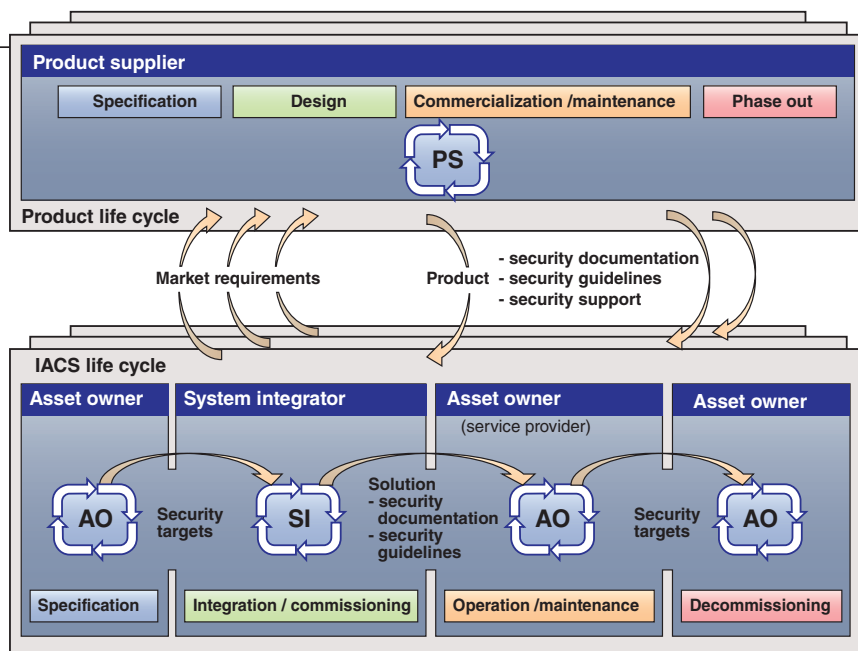 Product supplier
Specification
Design
Commercialization /maintenance
Phase out
PS
Product life cycle
Market requirements
Product
- security documentation
- security guidelines
- security support
IACS life cycle
Asset owner
System integrator
Asset owner
(service provider)
Asset owner
AO
Security
targets
SI
Solution
- security
documentation
- security
guidelines
AO
Security
targets
AO
Specification
Integration / commissioning
Operation /maintenance
Decommissioning